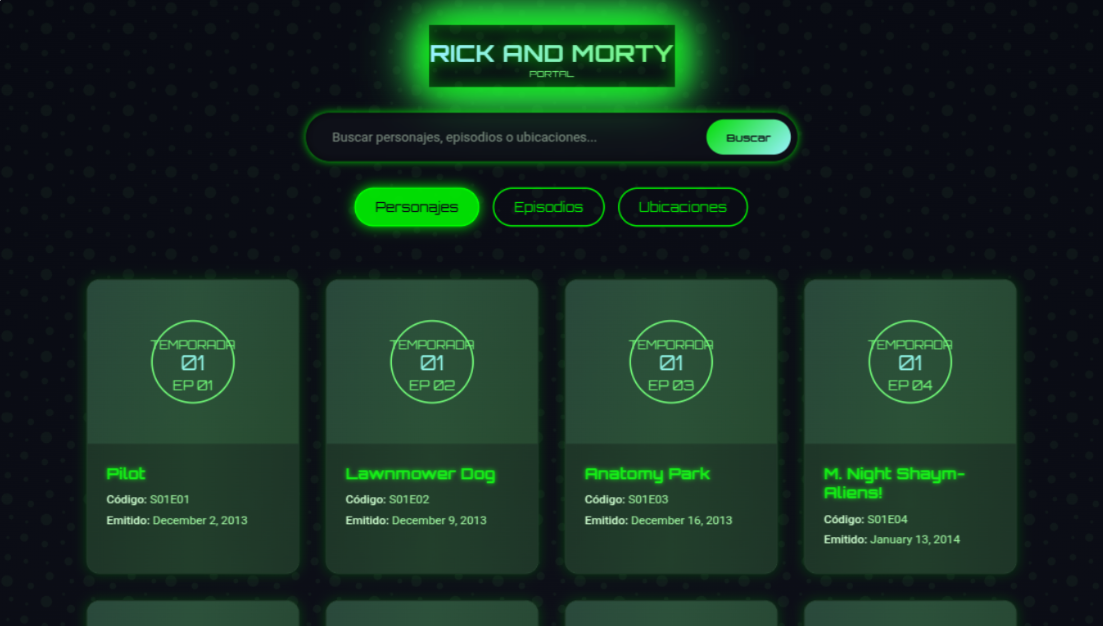 RICK AND MORTY
PORTAL
Buscar personajes, episodios o ubicaciones...
Buscar
Personajes
Episodios
Ubicaciones
TEMPORADA
01
EP 01
Pilot
Código: S01E01
Emitido: December 2, 2013
TEMPORADA
01
EP 02
Lawnmower Dog
Código: S01E02
Emitido: December 9, 2013
TEMPORADA
01
EP 03
Anatomy Park
Código: S01E03
Emitido: December 16, 2013
TEMPORADA
01
EP 04
M. Night Shaym-
Aliens!
Código: S01E04
Emitido: January 13, 2014